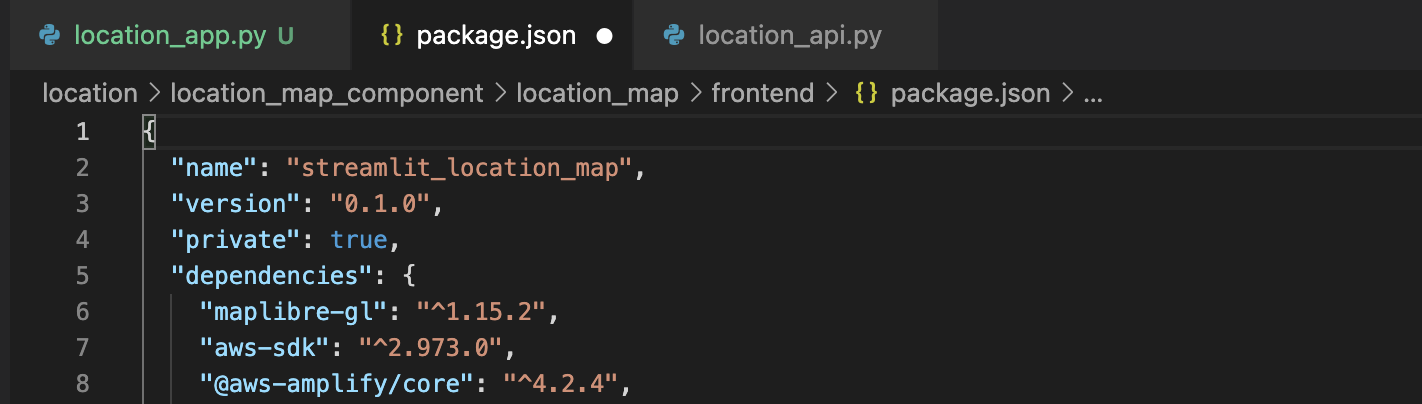 location_app.py U {} package.json ● location_api.py
location > location_map_component > location_map > frontend > {} package.json > ...
1 {
2 "name": "streamlit_location_map",
3 "version": "0.1.0",
4 "private": true,
5 "dependencies": {
6 "maplibre-gl": "^1.15.2",
7 "aws-sdk": "^2.973.0",
8 "@aws-amplify/core": "^4.2.4",